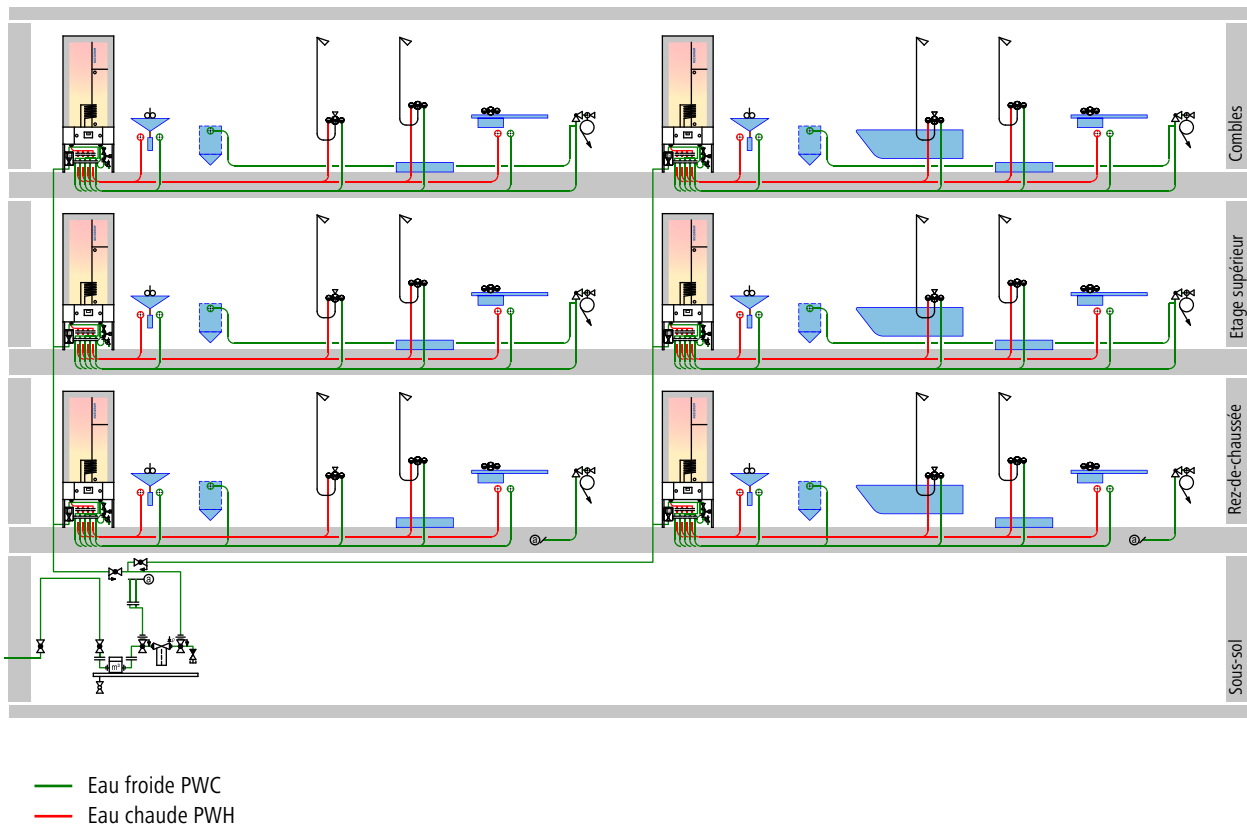 Combles
Etage supérieur
Rez-de-chaussée
a
a
a
Sous-sol
m³
Eau froide PWC
Eau chaude PWH